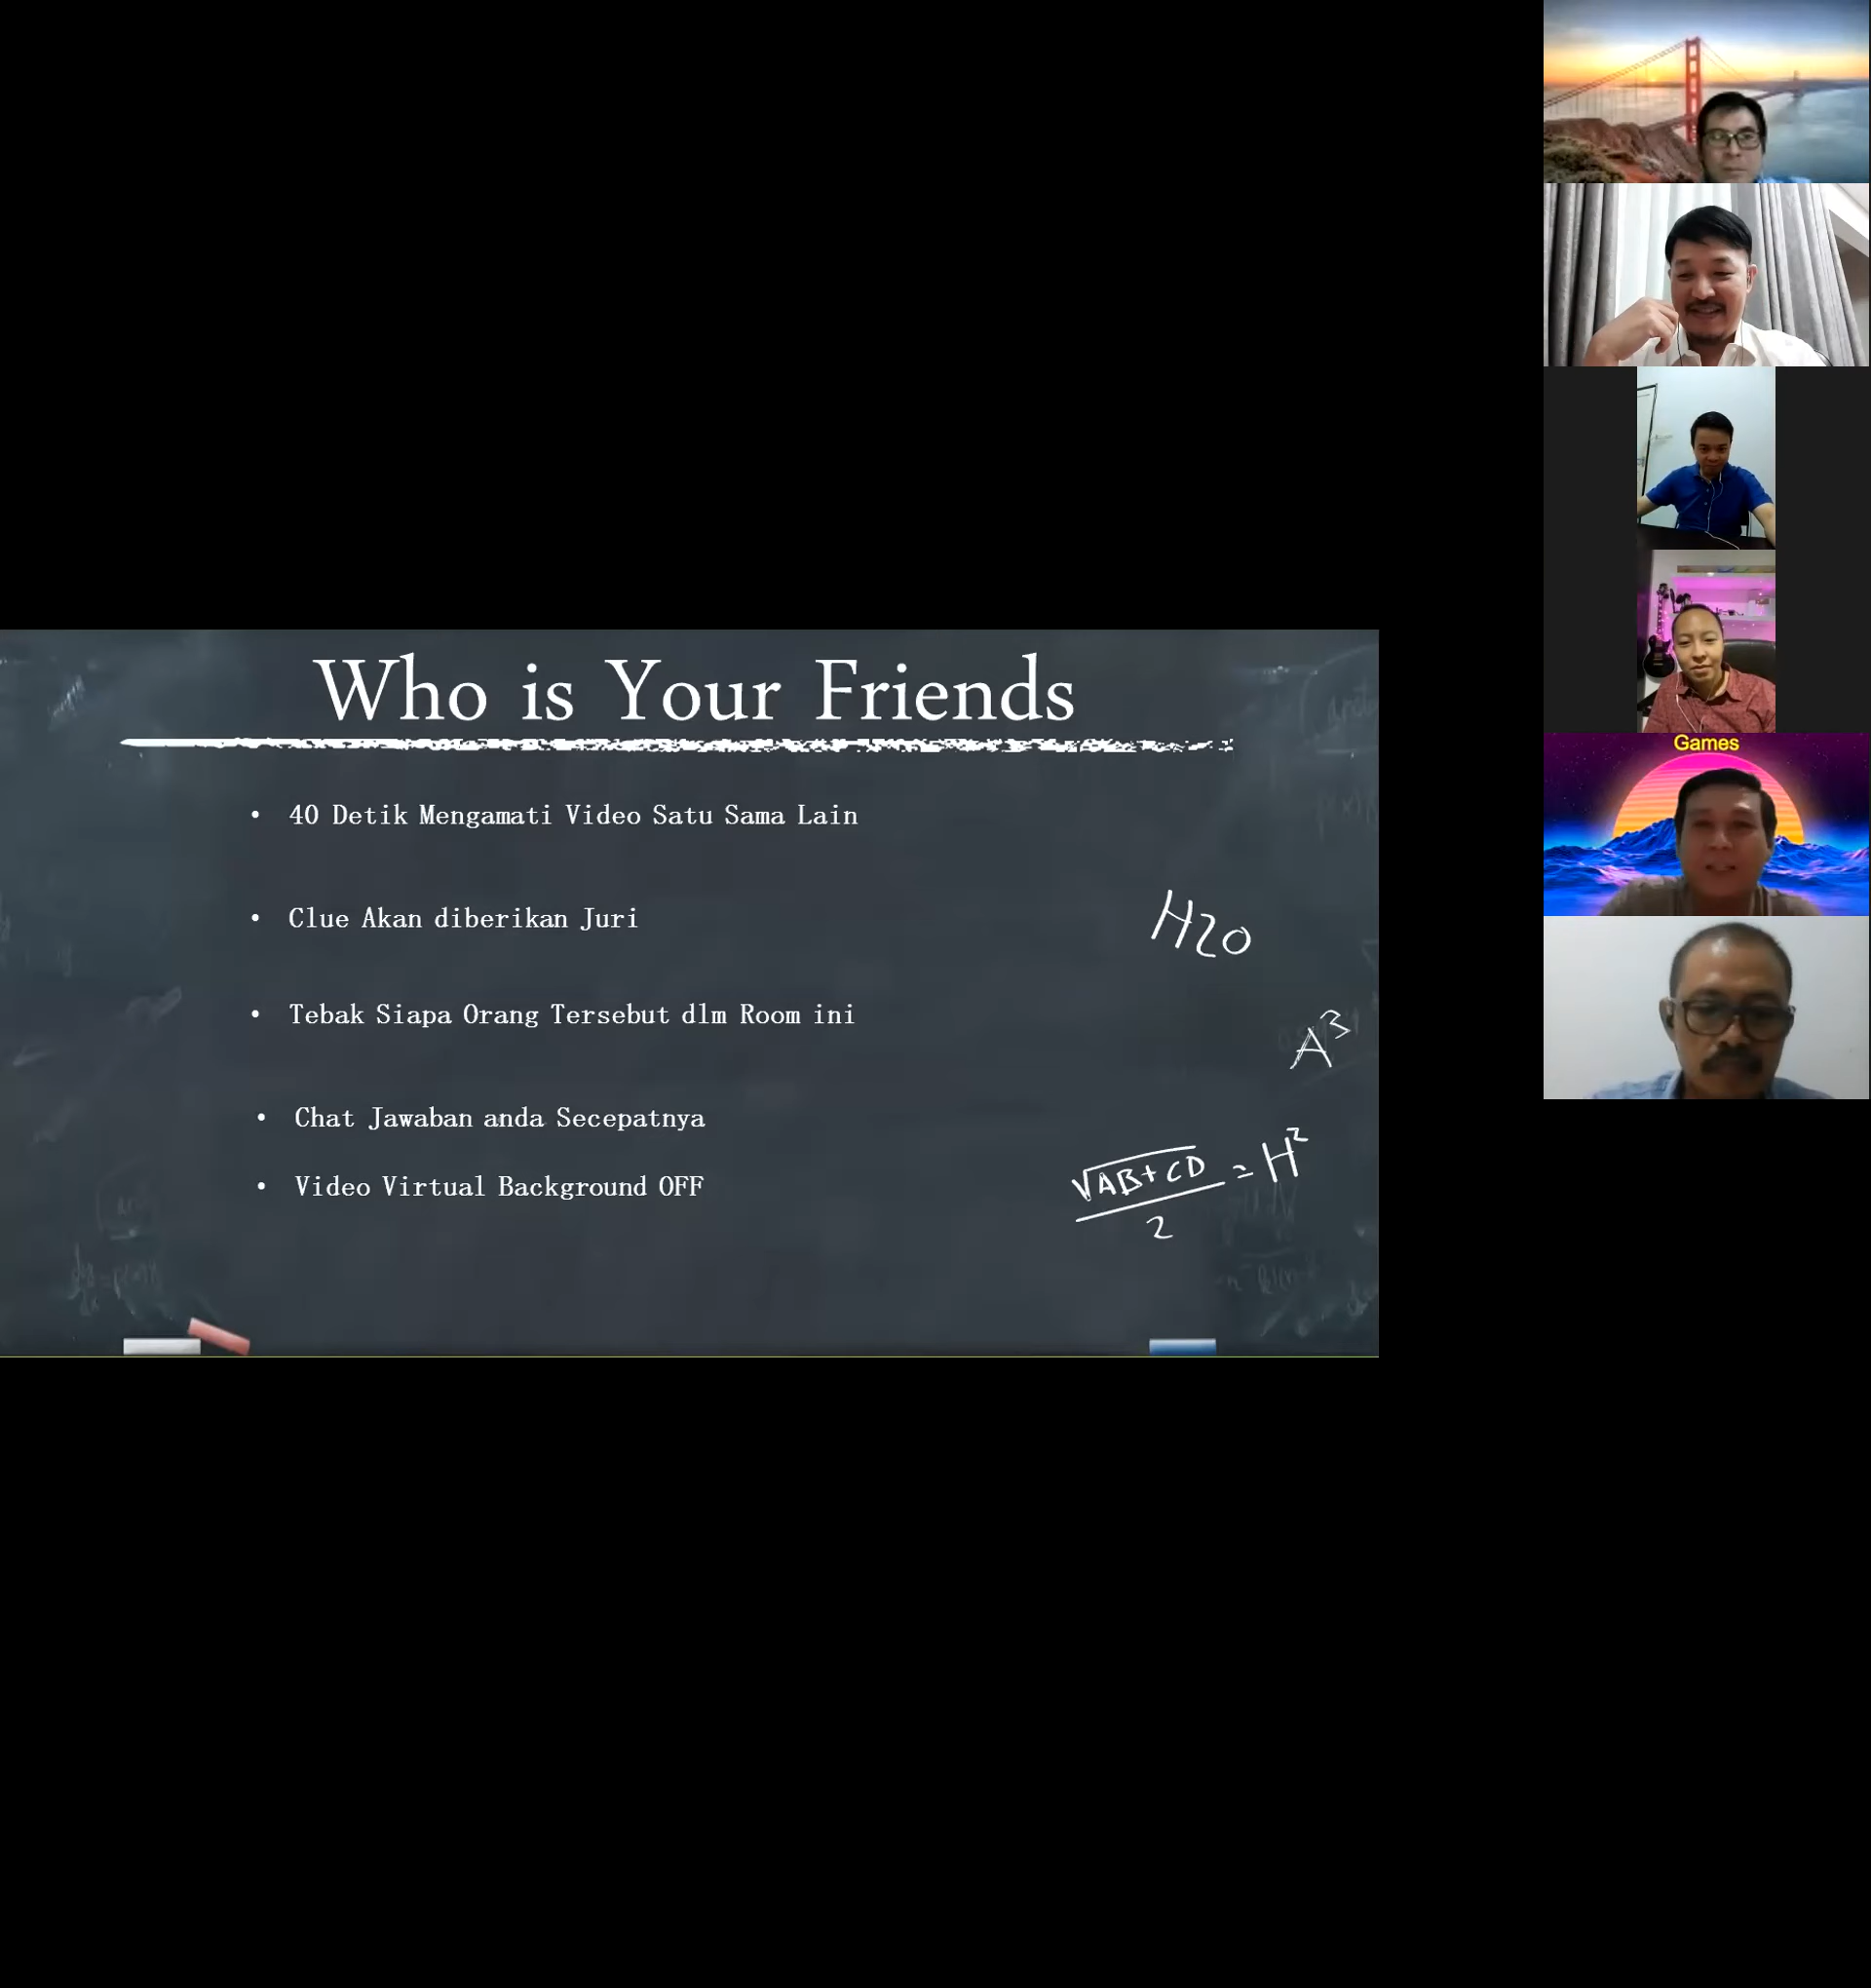 Who is Your Friends
• 40 Detik Mengamati Video Satu Sama Lain
• Clue Akan diberikan Juri
• Tebak Siapa Orang Tersebut dlm Room ini
• Chat Jawaban anda Secepatnya
• Video Virtual Background OFF
H2O
A³
√AB+CD / 2 = H²
Games